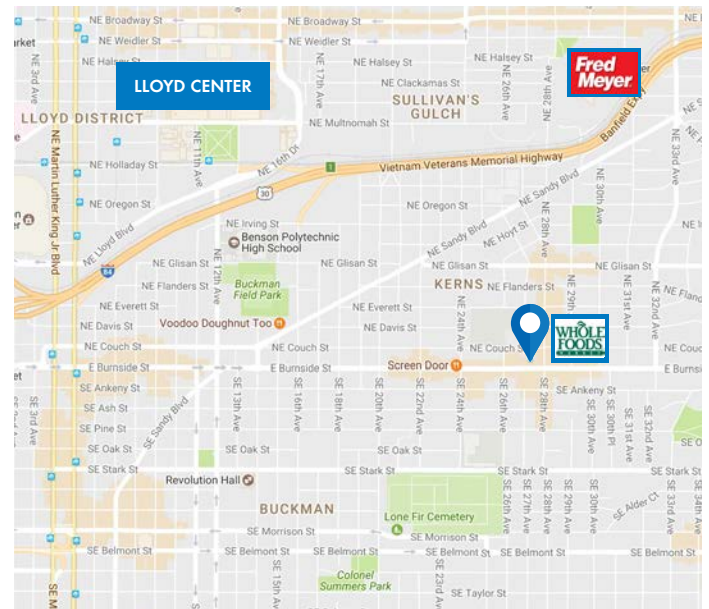 NE Broadway St
NE Broadway St
NE Weidler St
NE Weidler St
NE 3rd Ave
NE Halsey St
NE Halsey St
LLOYD CENTER
NE 17th Ave
NE Clackamas St
NE 26th Ave
NE 28th Ave
Fred
Meyer
SULLIVAN'S
GULCH
LLOYD DISTRICT
NE Multnomah St
Banfield Expy
NE 33rd Ave
NE Martin Luther King Jr Blvd
NE Holladay St
NE 11th Ave
NE 16th Dr
1
Vietnam Veterans Memorial Highway
30
NE Sandy Blvd
NE 30th Ave
NE Oregon St
NE Oregon St
NE Lloyd Blvd
NE Irving St
Benson Polytechnic
High School
NE Sandy Blvd
NE Hoyt St
NE 28th Ave
84
NE Glisan St
NE 12th Ave
NE Glisan St
NE Glisan St
NE Glisan St
NE Flanders St
Buckman
Field Park
KERNS
NE Flanders St
NE 29th
NE 31st Ave
NE 32nd Ave
NE Everett St
NE Everett St
NE 24th Ave
NE Davis St
Voodoo Doughnut Too
NE Davis St
WHOLE
FOODS
MARKET
NE Couch St
NE Couch St
NE Couch St
E Burnside St
E Burnside St
Screen Door
SE Ankeny St
SE Ankeny St
SE 3rd Ave
SE Ash St
SE Sandy Blvd
SE 13th Ave
SE 16th Ave
SE 18th Ave
SE 20th Ave
SE 22nd Ave
SE 24th Ave
SE 26th Ave
SE 28th Ave
SE 30th Ave
SE 30th Pl
SE 31st Ave
SE 32nd Ave
SE Pine St
SE Oak St
SE Oak St
SE Stark St
SE Stark St
SE Stark St
SE Stark St
Revolution Hall
SE 26th Ave
SE 27th Ave
SE 28th Ave
SE 29th Ave
SE 30th Ave
SE Alder Ct
SE 33rd Ave
SE 34th Ave
BUCKMAN
Lone Fir Cemetery
SE Morrison St
SE Morrison St
SE Belmont St
SE Belmont St
SE Belmont St
SE Belmont St
SE Belmont St
SE 15th Ave
Colonel
Summers Park
SE 23rd Ave
SE Taylor St